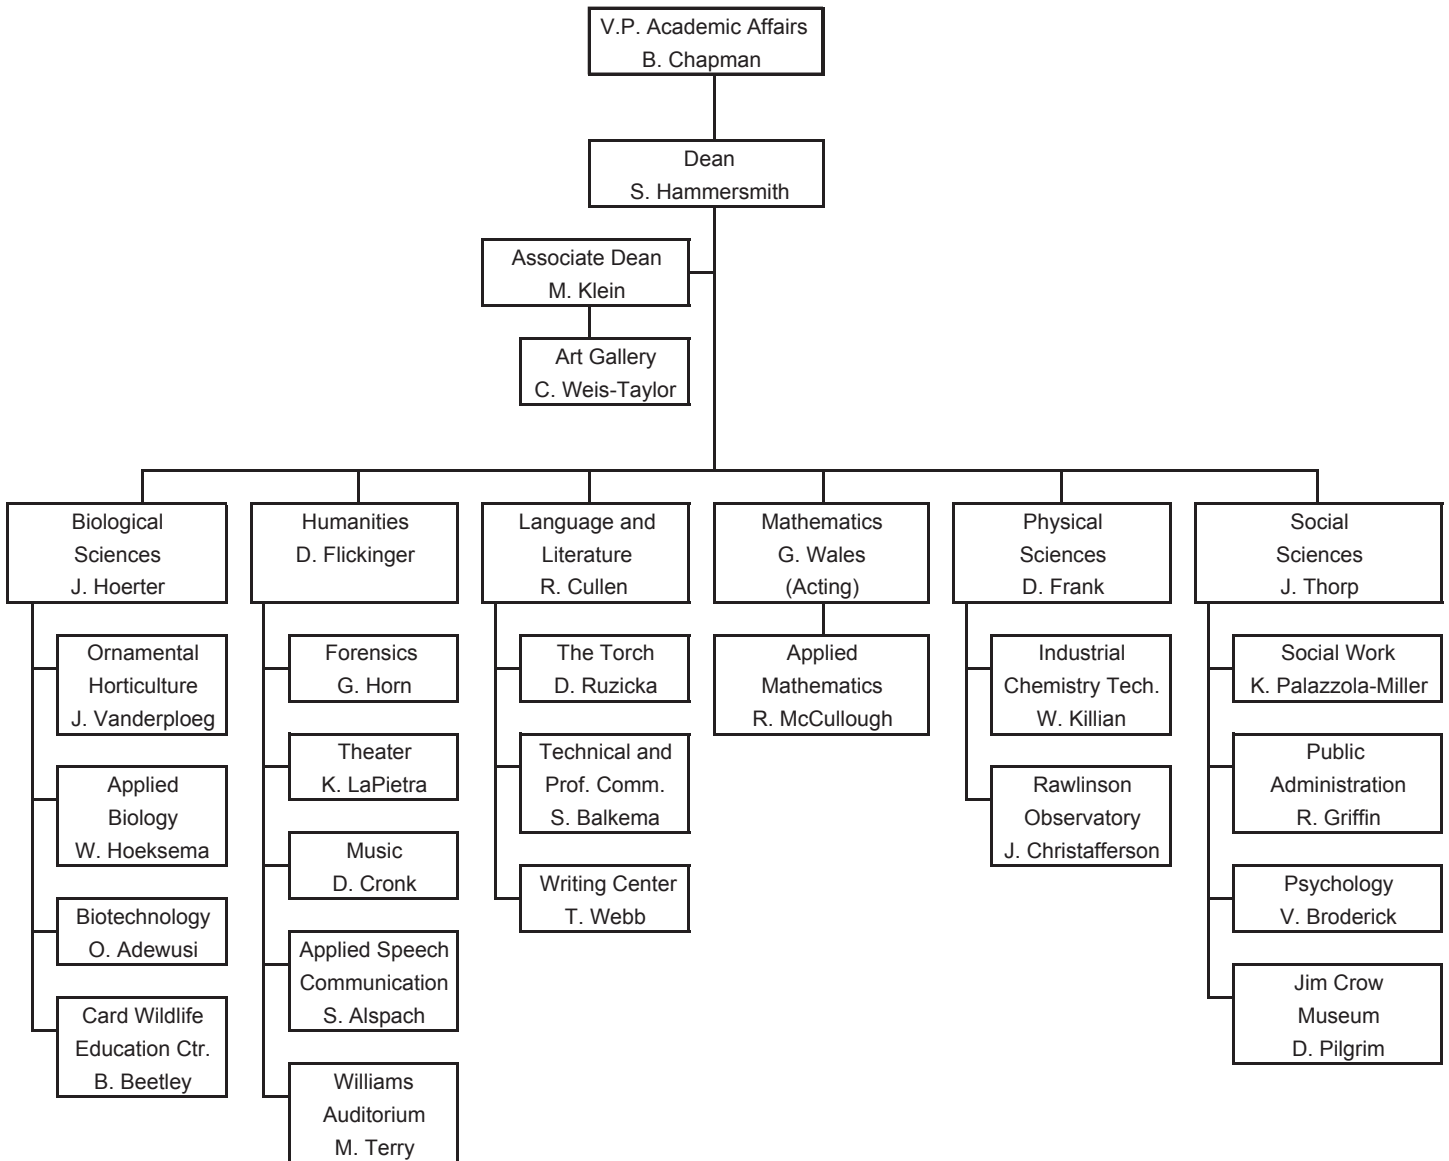 V.P. Academic Affairs
B. Chapman
Dean
S. Hammersmith
Associate Dean
M. Klein
Art Gallery
C. Weis-Taylor
Biological
Sciences
J. Hoerter
Ornamental
Horticulture
J. Vanderploeg
Applied
Biology
W. Hoeksema
Biotechnology
O. Adewusi
Card Wildlife
Education Ctr.
B. Beetley
Humanities
D. Flickinger
Forensics
G. Horn
Theater
K. LaPietra
Music
D. Cronk
Applied Speech
Communication
S. Alspach
Williams
Auditorium
M. Terry
Language and
Literature
R. Cullen
The Torch
D. Ruzicka
Technical and
Prof. Comm.
S. Balkema
Writing Center
T. Webb
Mathematics
G. Wales
(Acting)
Applied
Mathematics
R. McCullough
Physical
Sciences
D. Frank
Industrial
Chemistry Tech.
W. Killian
Rawlinson
Observatory
J. Christafferson
Social
Sciences
J. Thorp
Social Work
K. Palazzola-Miller
Public
Administration
R. Griffin
Psychology
V. Broderick
Jim Crow
Museum
D. Pilgrim